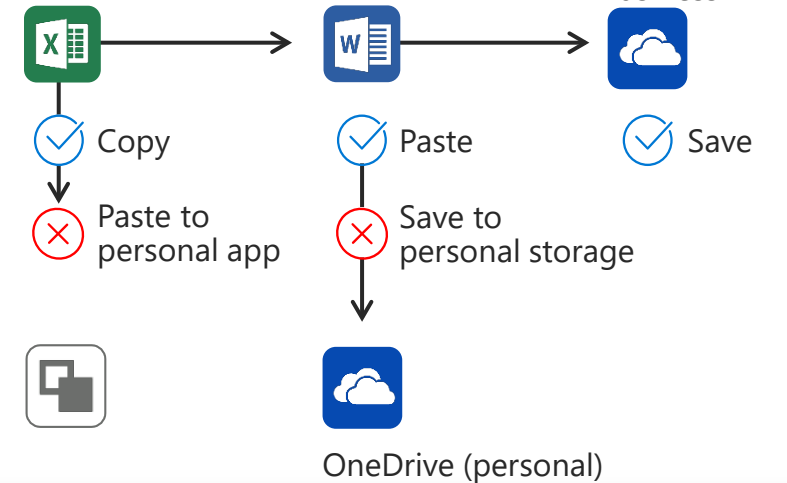 X
W
Copy
Paste
Save
Paste to
personal app
Save to
personal storage
OneDrive (personal)